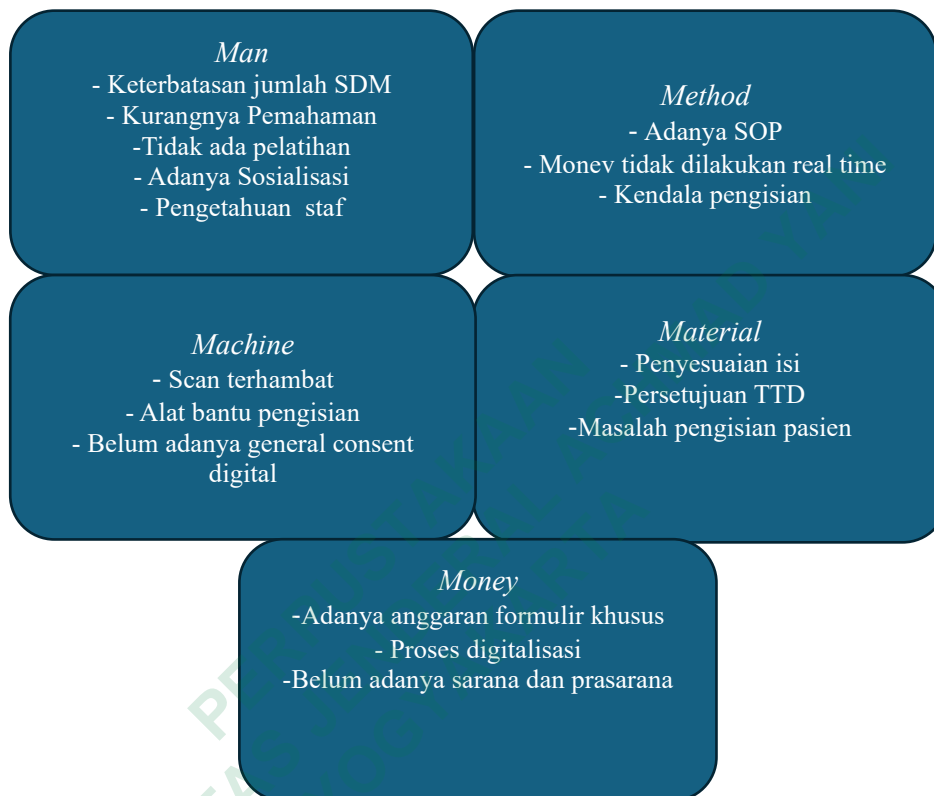 Man
- Keterbatasan jumlah SDM
- Kurangnya Pemahaman
-Tidak ada pelatihan
- Adanya Sosialisasi
- Pengetahuan staf
Method
- Adanya SOP
- Monev tidak dilakukan real time
- Kendala pengisian
Machine
- Scan terhambat
- Alat bantu pengisian
- Belum adanya general consent
digital
Material
- Penyesuaian isi
-Persetujuan TTD
-Masalah pengisian pasien
Money
-Adanya anggaran formulir khusus
- Proses digitalisasi
-Belum adanya sarana dan prasarana
PERPUSTAKAAN